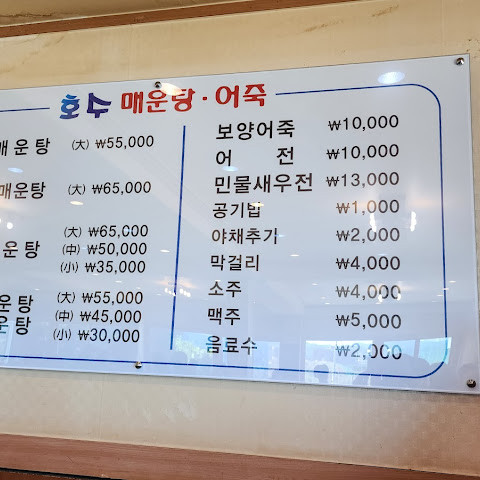 호수 매운탕·어죽
매운탕 (大) ₩55,000
매운탕 (大) ₩65,000
(大) ₩65,000
운탕 (中) ₩50,000
(小) ₩35,000
운탕 (大) ₩55,000
운탕 (中) ₩45,000
(小) ₩30,000
보양어죽 ₩10,000
어 전 ₩10,000
민물새우전 ₩13,000
공기밥 ₩1,000
야채추가 ₩2,000
막걸리 ₩4,000
소주 ₩4,000
맥주 ₩5,000
음료수 ₩2,000